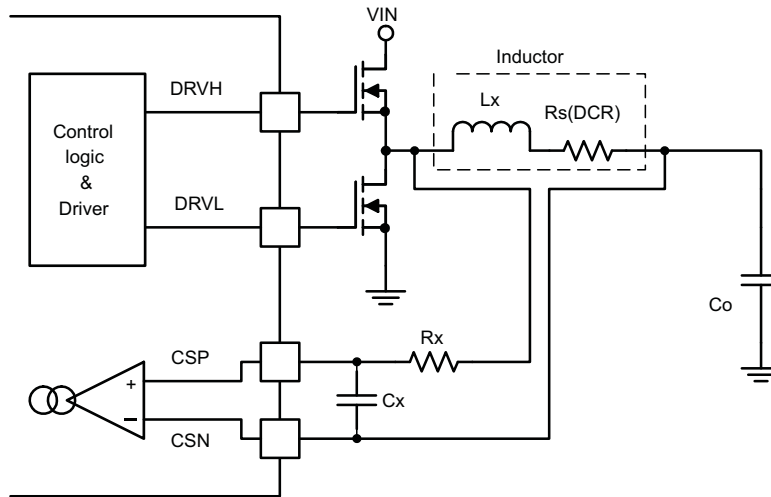 VIN
Inductor
DRVH
Lx
Rs(DCR)
Control
logic
&
Driver
DRVL
Co
Rx
CSP
+
Cx
−
CSN